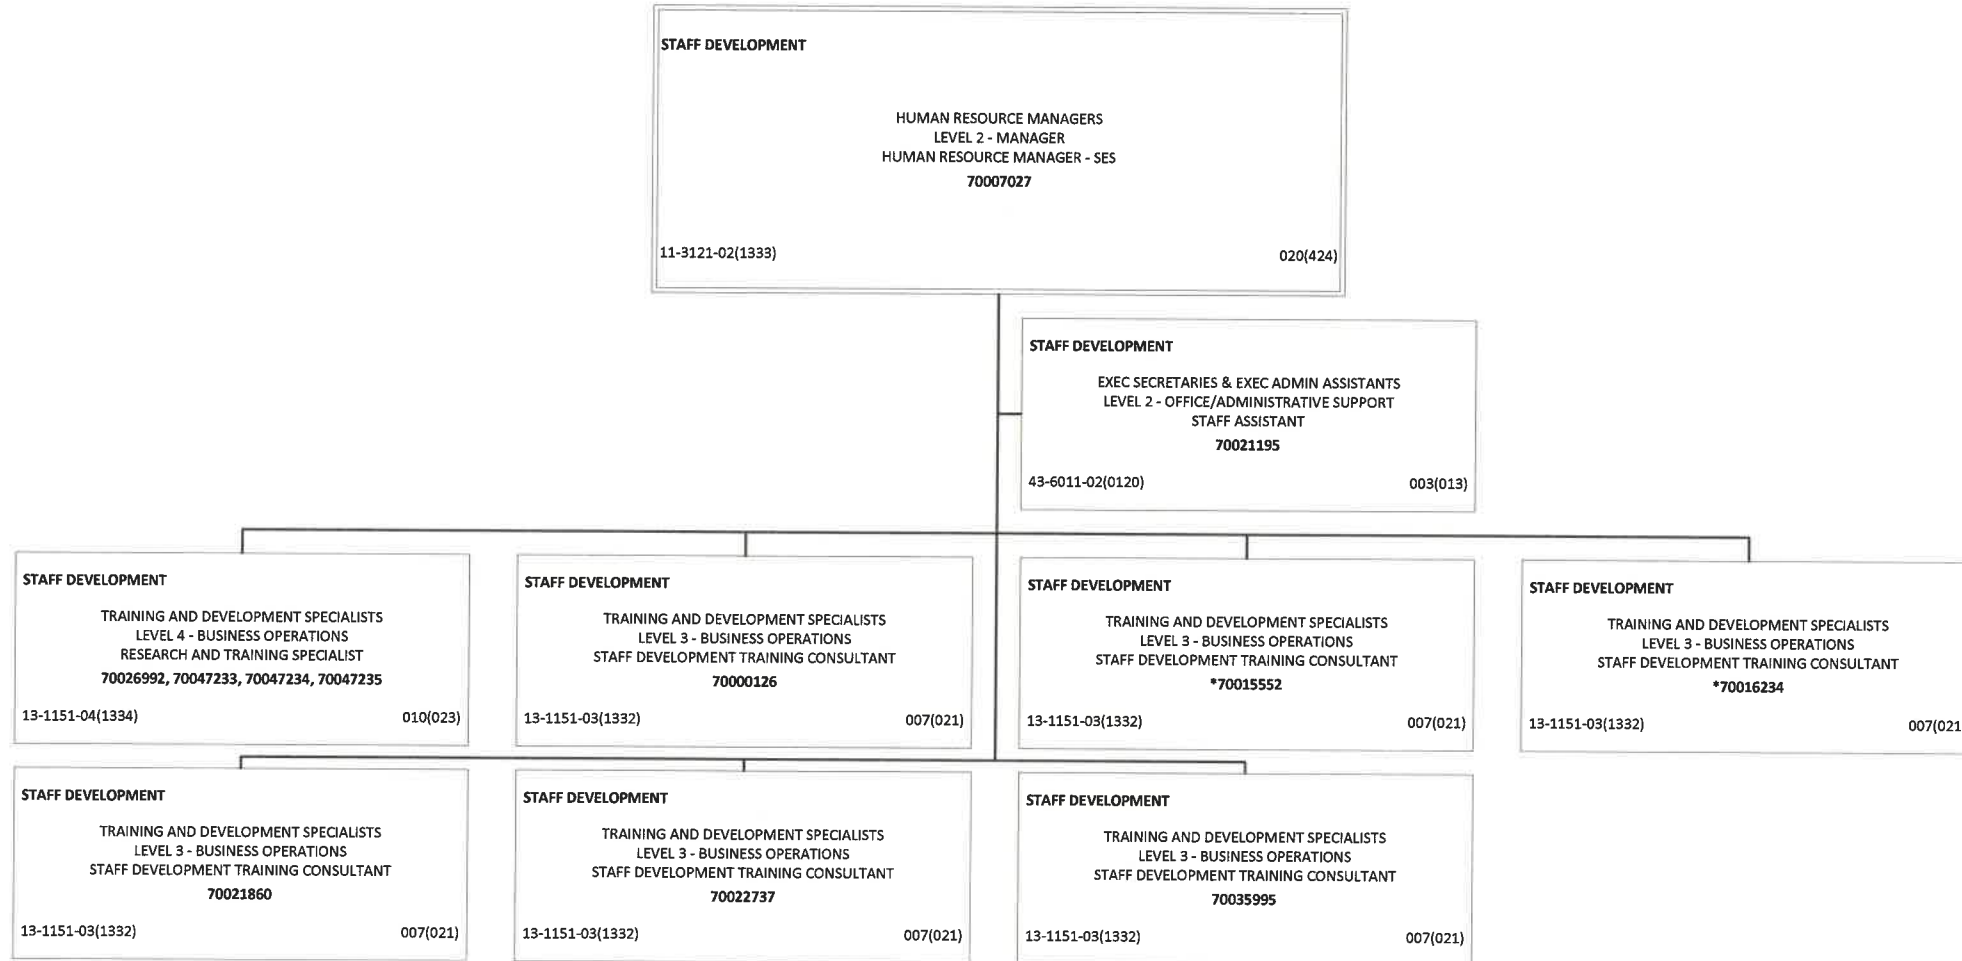 STAFF DEVELOPMENT
HUMAN RESOURCE MANAGERS
LEVEL 2 - MANAGER
HUMAN RESOURCE MANAGER - SES
70007027
11-3121-02(1333)
020(424)
STAFF DEVELOPMENT
EXEC SECRETARIES & EXEC ADMIN ASSISTANTS
LEVEL 2 - OFFICE/ADMINISTRATIVE SUPPORT
STAFF ASSISTANT
70021195
43-6011-02(0120)
003(013)
STAFF DEVELOPMENT
TRAINING AND DEVELOPMENT SPECIALISTS
LEVEL 4 - BUSINESS OPERATIONS
RESEARCH AND TRAINING SPECIALIST
70026992, 70047233, 70047234, 70047235
13-1151-04(1334)
010(023)
STAFF DEVELOPMENT
TRAINING AND DEVELOPMENT SPECIALISTS
LEVEL 3 - BUSINESS OPERATIONS
STAFF DEVELOPMENT TRAINING CONSULTANT
70000126
13-1151-03(1332)
007(021)
STAFF DEVELOPMENT
TRAINING AND DEVELOPMENT SPECIALISTS
LEVEL 3 - BUSINESS OPERATIONS
STAFF DEVELOPMENT TRAINING CONSULTANT
*70015552
13-1151-03(1332)
007(021)
STAFF DEVELOPMENT
TRAINING AND DEVELOPMENT SPECIALISTS
LEVEL 3 - BUSINESS OPERATIONS
STAFF DEVELOPMENT TRAINING CONSULTANT
*70016234
13-1151-03(1332)
007(021
STAFF DEVELOPMENT
TRAINING AND DEVELOPMENT SPECIALISTS
LEVEL 3 - BUSINESS OPERATIONS
STAFF DEVELOPMENT TRAINING CONSULTANT
70021860
13-1151-03(1332)
007(021)
STAFF DEVELOPMENT
TRAINING AND DEVELOPMENT SPECIALISTS
LEVEL 3 - BUSINESS OPERATIONS
STAFF DEVELOPMENT TRAINING CONSULTANT
70022737
13-1151-03(1332)
007(021)
STAFF DEVELOPMENT
TRAINING AND DEVELOPMENT SPECIALISTS
LEVEL 3 - BUSINESS OPERATIONS
STAFF DEVELOPMENT TRAINING CONSULTANT
70035995
13-1151-03(1332)
007(021)